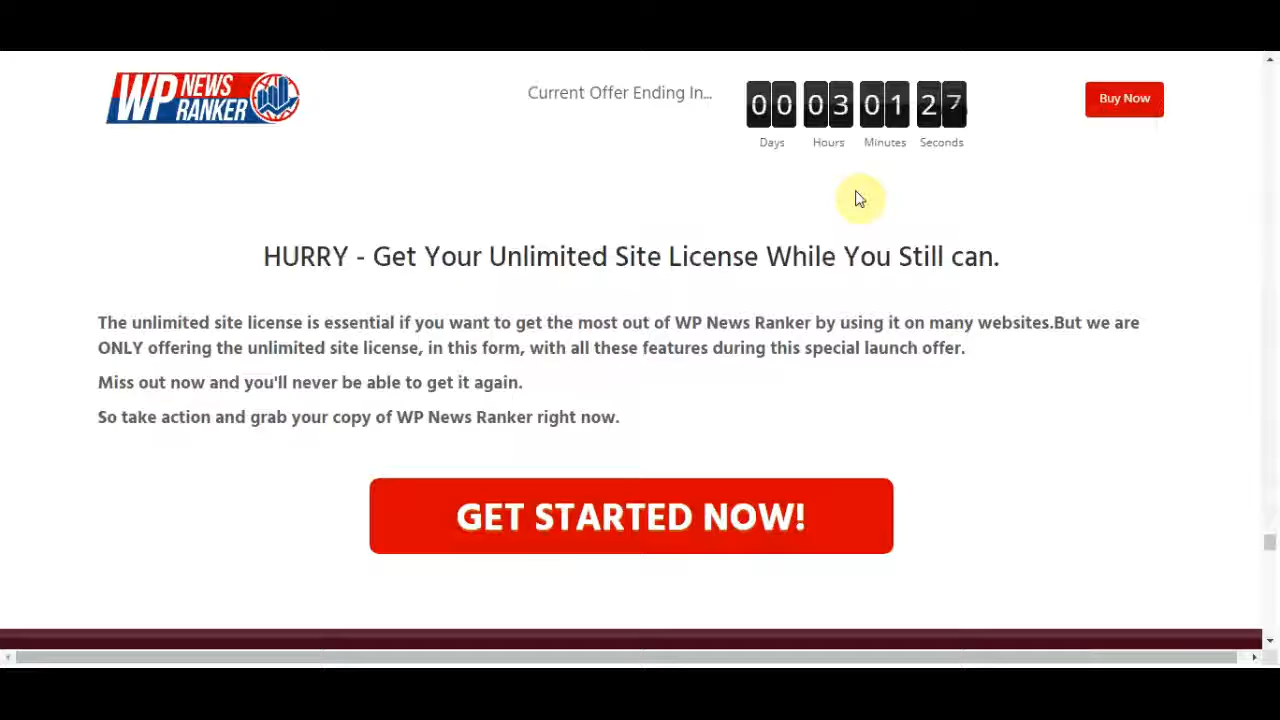 WP NEWS RANKER
Current Offer Ending In...
00 03 01 27
Days Hours Minutes Seconds
Buy Now
HURRY - Get Your Unlimited Site License While You Still can.
The unlimited site license is essential if you want to get the most out of WP News Ranker by using it on many websites.But we are
ONLY offering the unlimited site license, in this form, with all these features during this special launch offer.
Miss out now and you'll never be able to get it again.
So take action and grab your copy of WP News Ranker right now.
GET STARTED NOW!